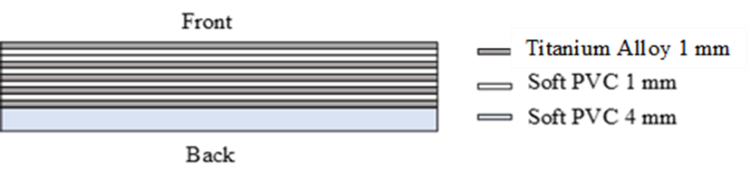 Front
Titanium Alloy 1 mm
Soft PVC 1 mm
Soft PVC 4 mm
Back